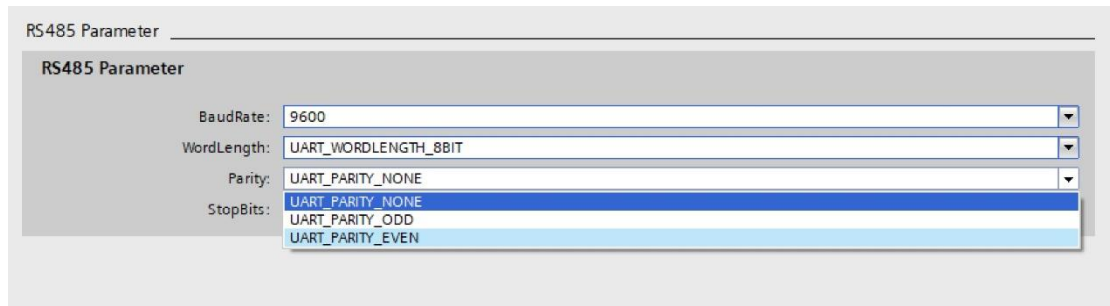 RS485 Parameter
RS485 Parameter
BaudRate: 9600
WordLength: UART_WORDLENGTH_8BIT
Parity: UART_PARITY_NONE
StopBits: UART_PARITY_NONE
UART_PARITY_ODD
UART_PARITY_EVEN